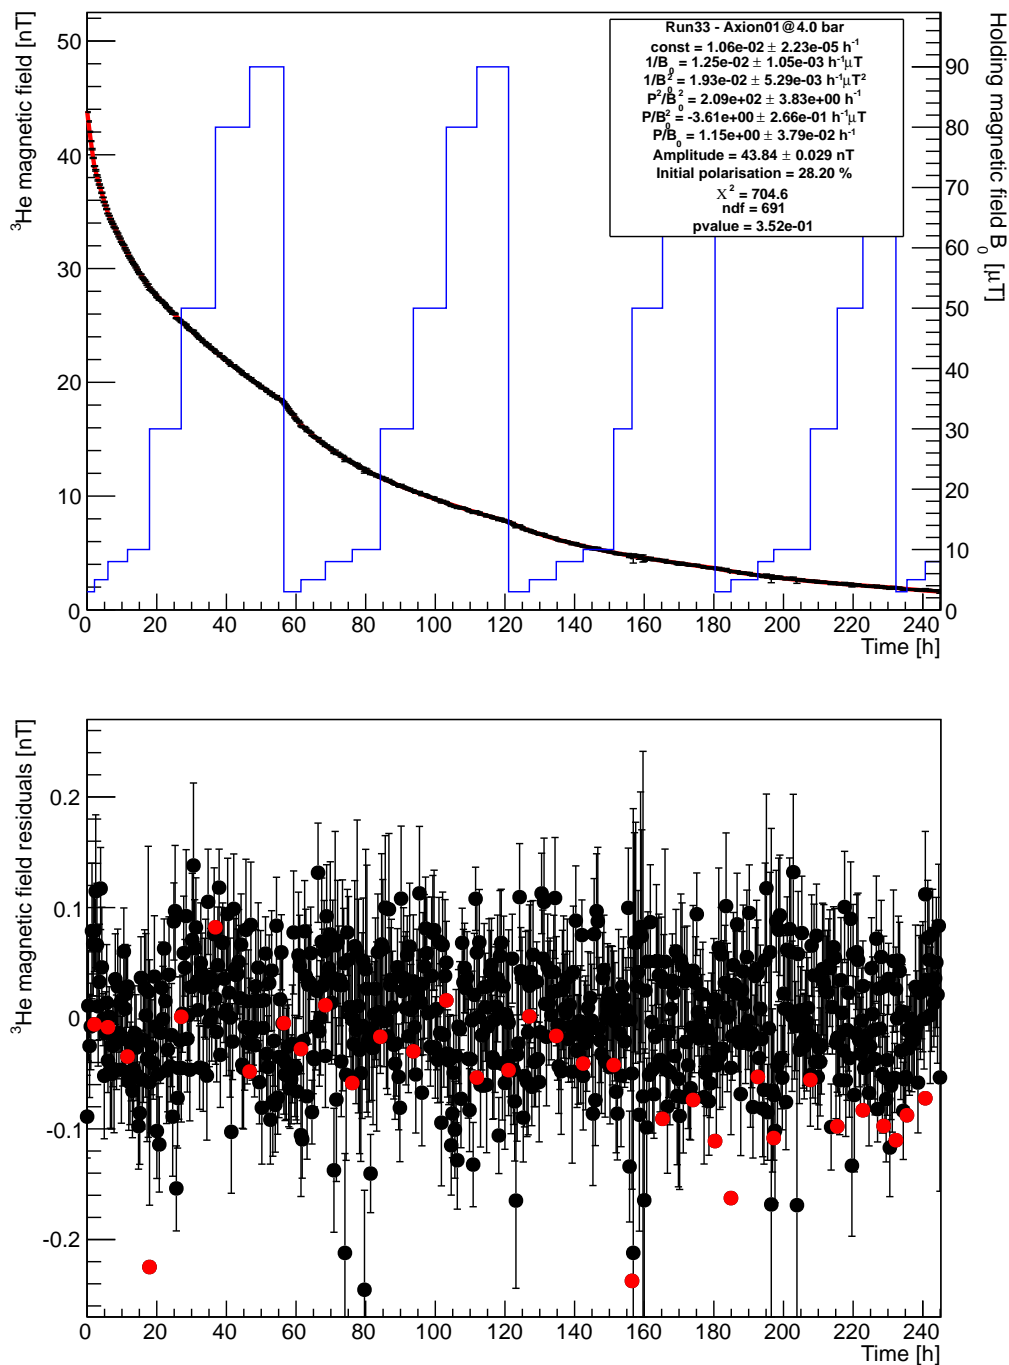 ³He magnetic field [nT]
50
40
30
20
10
0
Run33 - Axion01@4.0 bar
const = 1.06e-02 ± 2.23e-05 h⁻¹
1/B₀ = 1.25e-02 ± 1.05e-03 h⁻¹μT
1/B₀² = 1.93e-02 ± 5.29e-03 h⁻¹μT²
P²/B₀² = 2.09e+02 ± 3.83e+00 h⁻¹
P/B₀² = -3.61e+00 ± 2.66e-01 h⁻¹μT
P/B₀ = 1.15e+00 ± 3.79e-02 h⁻¹
Amplitude = 43.84 ± 0.029 nT
Initial polarisation = 28.20 %
Χ² = 704.6
ndf = 691
pvalue = 3.52e-01
90
80
70
60
50
40
30
20
10
0
Holding magnetic field B₀ [μT]
0 20 40 60 80 100 120 140 160 180 200 220 240
Time [h]
³He magnetic field residuals [nT]
0.2
0.1
0
-0.1
-0.2
0 20 40 60 80 100 120 140 160 180 200 220 240
Time [h]